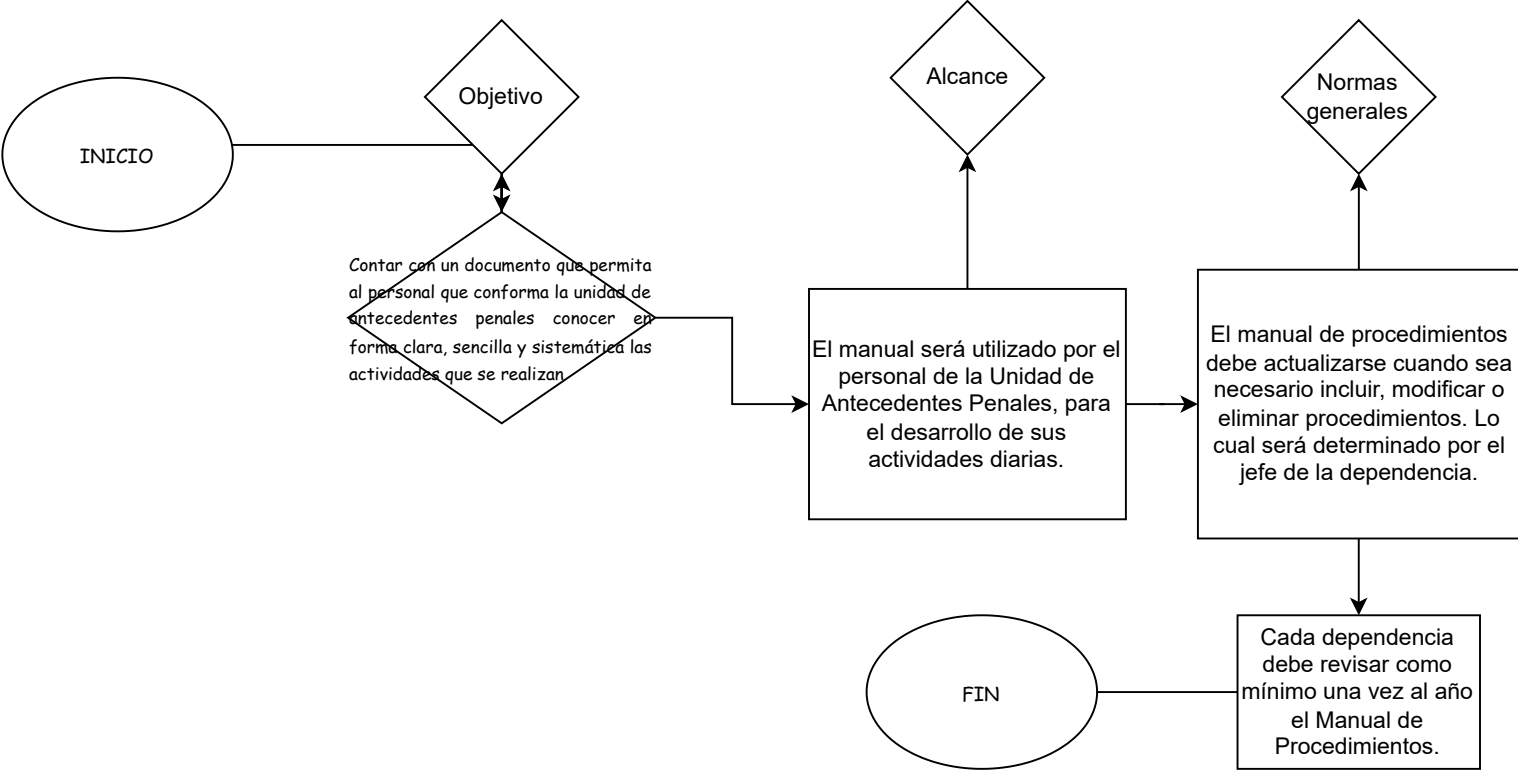 INICIO
Objetivo
Contar con un documento que permita
al personal que conforma la unidad de
antecedentes penales conocer en
forma clara, sencilla y sistemática las
actividades que se realizan
Alcance
El manual será utilizado por el
personal de la Unidad de
Antecedentes Penales, para
el desarrollo de sus
actividades diarias.
Normas
generales
El manual de procedimientos
debe actualizarse cuando sea
necesario incluir, modificar o
eliminar procedimientos. Lo
cual será determinado por el
jefe de la dependencia.
Cada dependencia
debe revisar como
mínimo una vez al año
el Manual de
Procedimientos.
FIN